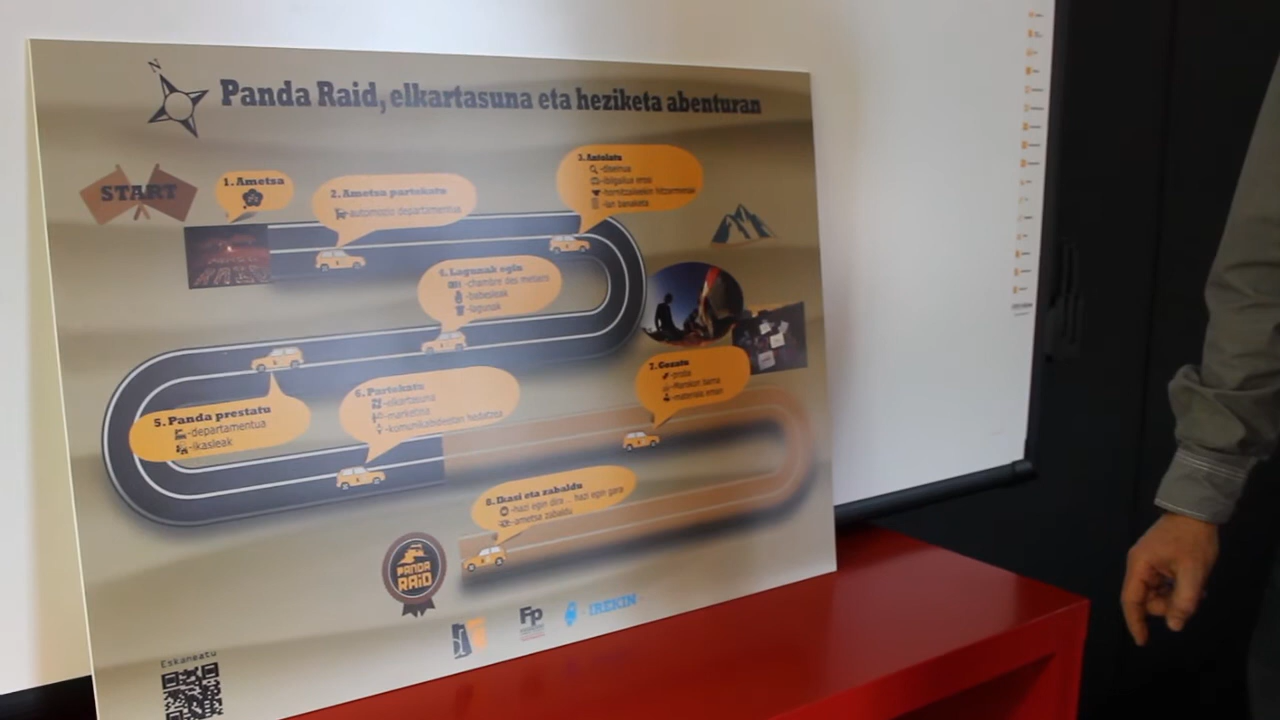 N
Panda Raid, elkartasuna eta heziketa abenturan
START
1. Ametsa
2. Ametsa partekatu
-automozio departamentua
3. Antolatu
-diseinua
-ibilgailua erosi
-hornitzaileekin hitzarmenak
-lan banaketa
4. Lagunak egin
-chambre des metiers
-babesleak
-lagunak
5. Panda prestatu
-departamentua
-ikasleak
6. Partekatu
-elkartasuna
-marketina
-komunikabideetan hedatzea
7. Gozatu
-proba
-Marokon barna
-materiala eman
8. Ikasi eta zabaldu
-hazi egin dira ... hazi egin gara
-ametsa zabaldu
PANDA
RAID
Fp
IREKIN
Eskaneatu